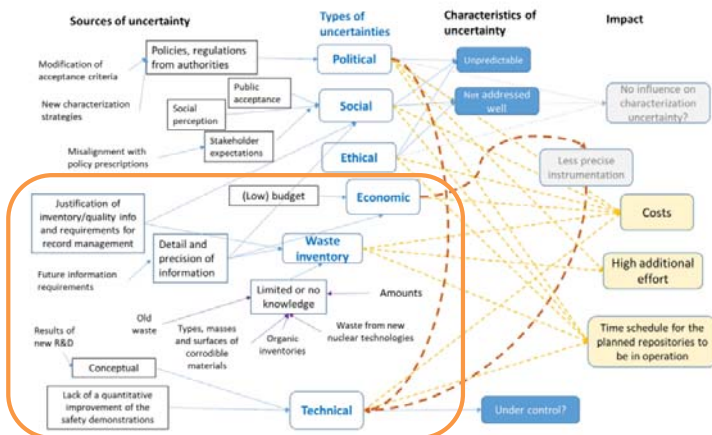 Sources of uncertainty
Types of
uncertainties
Characteristics of
uncertainty
Impact
Modification of
acceptance criteria
New characterization
strategies
Policies, regulations
from authorities
Public
acceptance
Social
perception
Stakeholder
expectations
Misalignment with
policy prescriptions
Political
Social
Ethical
Economic
Unpredictable
Not addressed
well
No influence on
characterization
uncertainty?
Less precise
instrumentation
Justification of
inventory/quality info
and requirements for
record management
(Low) budget
Waste
inventory
Detail and
precision of
information
Future information
requirements
Limited or no
knowledge
Amounts
Old
waste
Types, masses
and surfaces of
corrodible
materials
Organic
inventories
Waste from new
nuclear technologies
Results of
new R&D
Conceptual
Lack of a quantitative
improvement of the
safety demonstrations
Technical
Under control?
Costs
High additional
effort
Time schedule for the
planned repositories to
be in operation